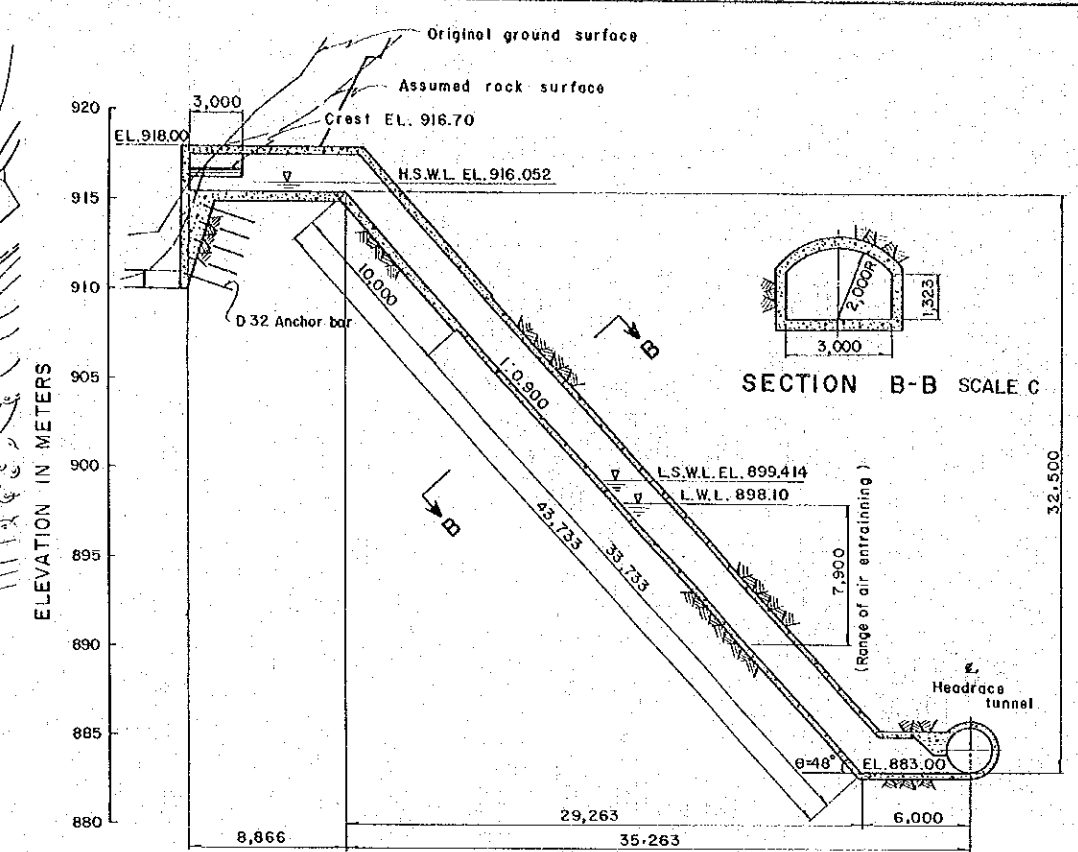 Original ground surface
Assumed rock surface
3,000
Crest EL. 916.70
EL.918.00
H.S.W.L. EL.916.052
920
915
910
905
900
895
890
885
880
ELEVATION IN METERS
D 32 Anchor bar
10,000
1:0.900
B
B
2,000R
1,323
3,000
SECTION B-B SCALE C
L.S.W.L. EL. 899.414
L.W.L. 898.10
43,733
33,733
7,900
(Range of air entrainning)
32,500
Headrace
tunnel
θ=48°
EL.883.00
29,263
6,000
8,866
35,263